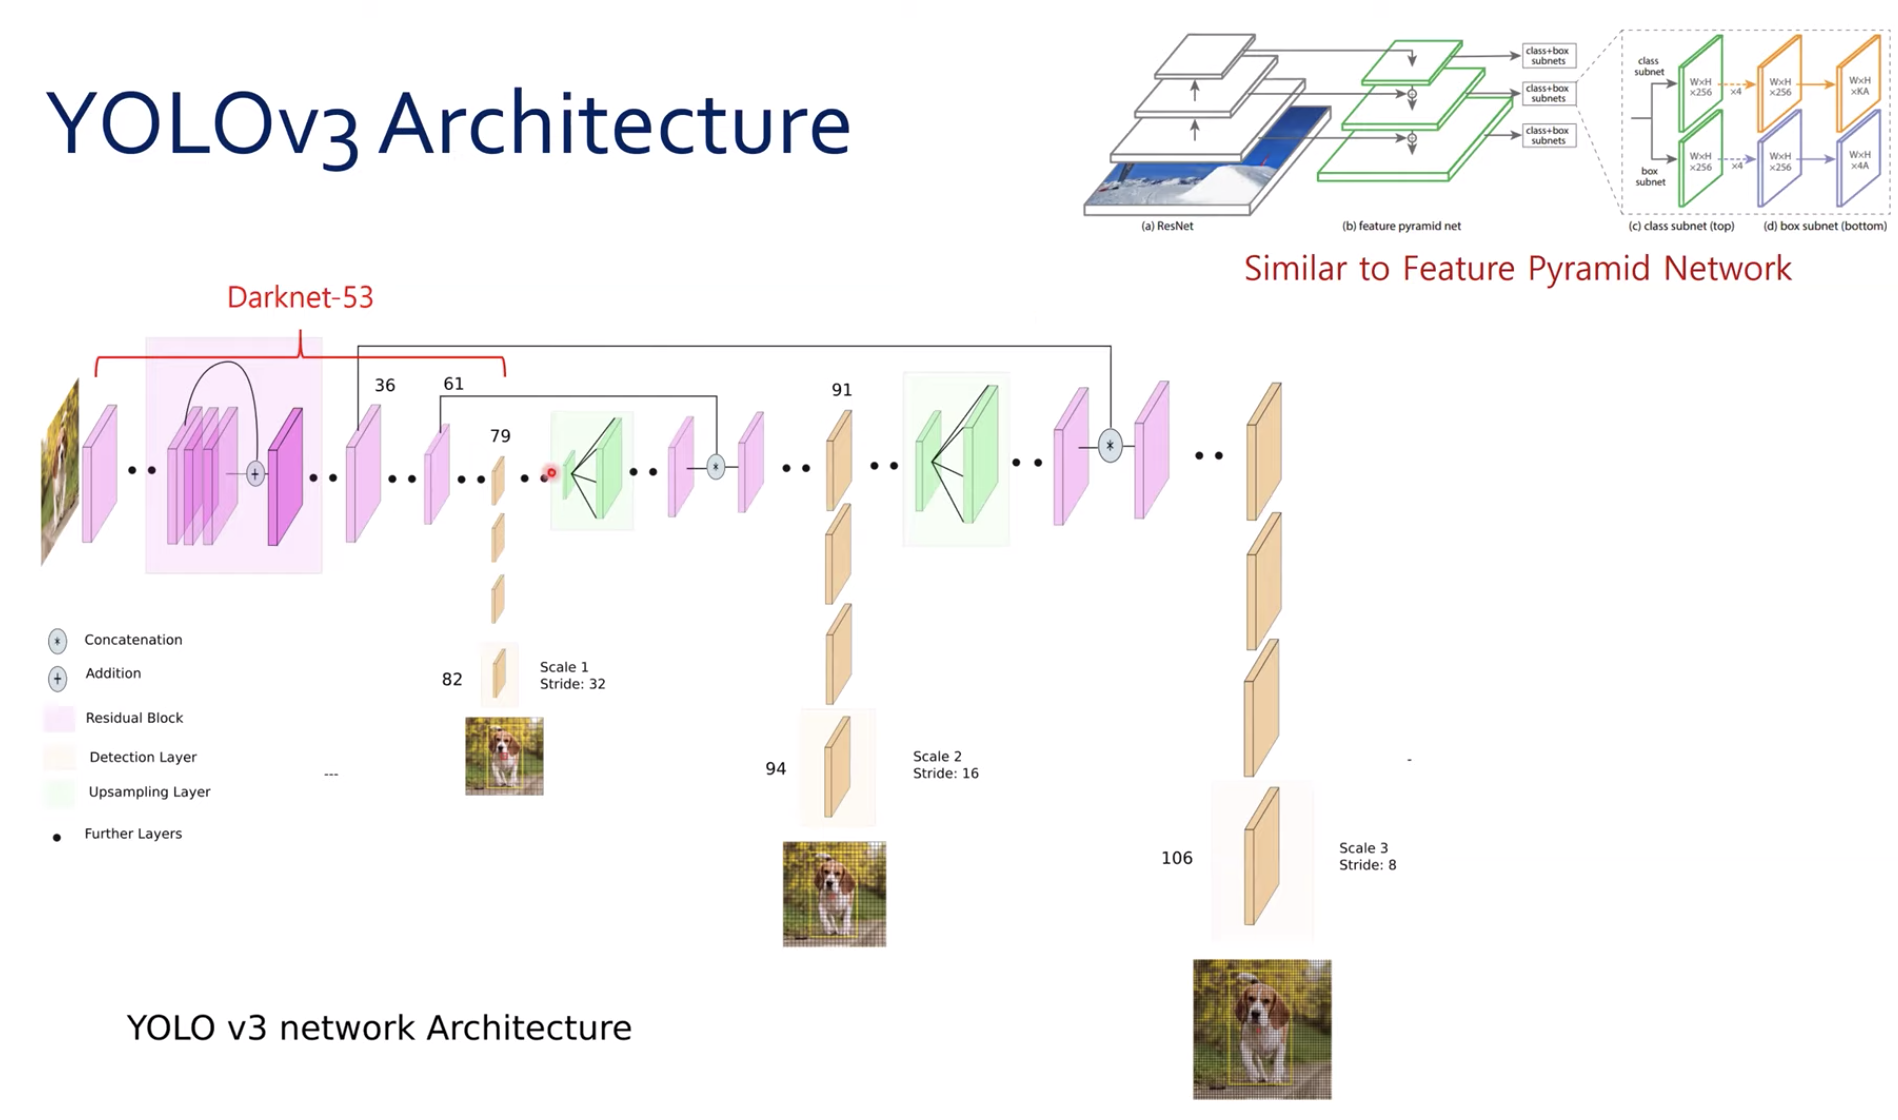 YOLOv3 Architecture
class+box
subnets
class+box
subnets
class+box
subnets
class
subnet
W×H
×256
×4
W×H
×256
W×H
×KA
box
subnet
W×H
×256
×4
W×H
×256
W×H
×4A
(a) ResNet
(b) feature pyramid net
(c) class subnet (top)
(d) box subnet (bottom)
Similar to Feature Pyramid Network
Darknet-53
36
61
79
91
+
*
*
* Concatenation
+ Addition
Residual Block
Detection Layer
Upsampling Layer
Further Layers
---
82
Scale 1
Stride: 32
94
Scale 2
Stride: 16
-
106
Scale 3
Stride: 8
YOLO v3 network Architecture